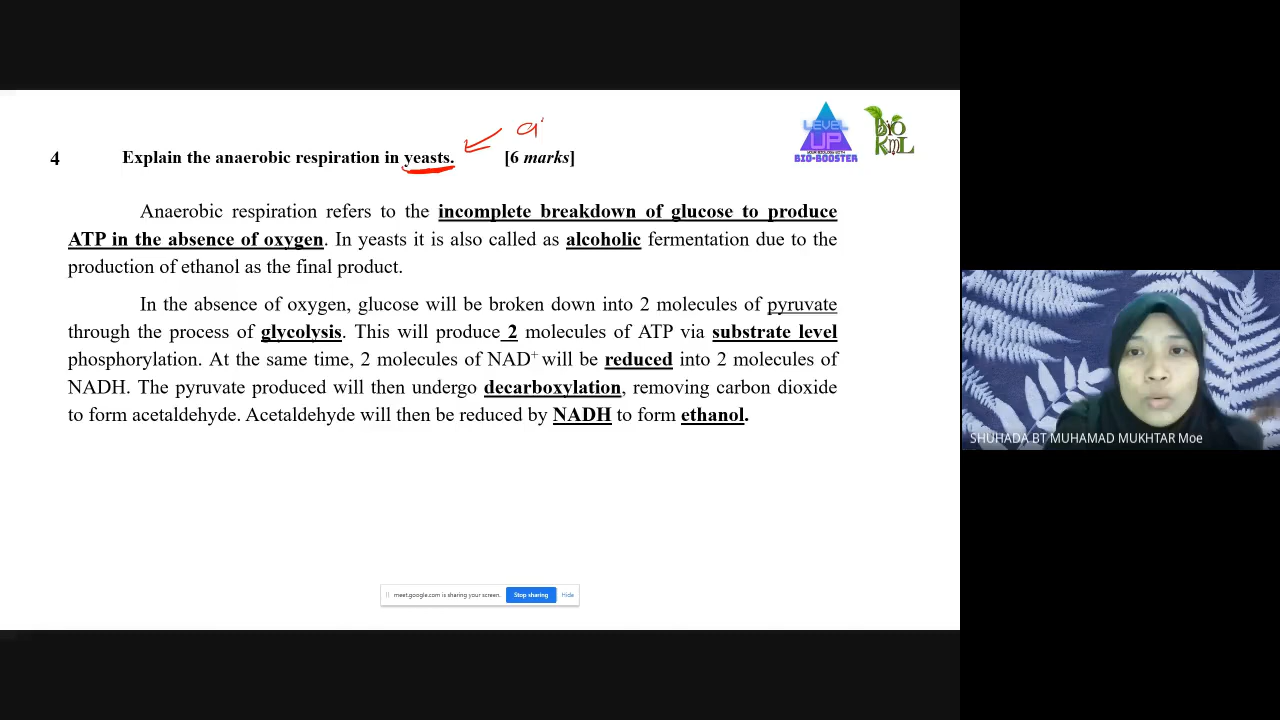 LEVEL
UP
YOUR BIOLOGY WITH
BIO-BOOSTER
Bio
KmL
4 Explain the anaerobic respiration in yeasts. [6 marks]
Anaerobic respiration refers to the incomplete breakdown of glucose to produce
ATP in the absence of oxygen. In yeasts it is also called as alcoholic fermentation due to the
production of ethanol as the final product.
In the absence of oxygen, glucose will be broken down into 2 molecules of pyruvate
through the process of glycolysis. This will produce 2 molecules of ATP via substrate level
phosphorylation. At the same time, 2 molecules of NAD⁺ will be reduced into 2 molecules of
NADH. The pyruvate produced will then undergo decarboxylation, removing carbon dioxide
to form acetaldehyde. Acetaldehyde will then be reduced by NADH to form ethanol.
SHUHADA BT MUHAMAD MUKHTAR Moe
meet.google.com is sharing your screen. Stop sharing Hide